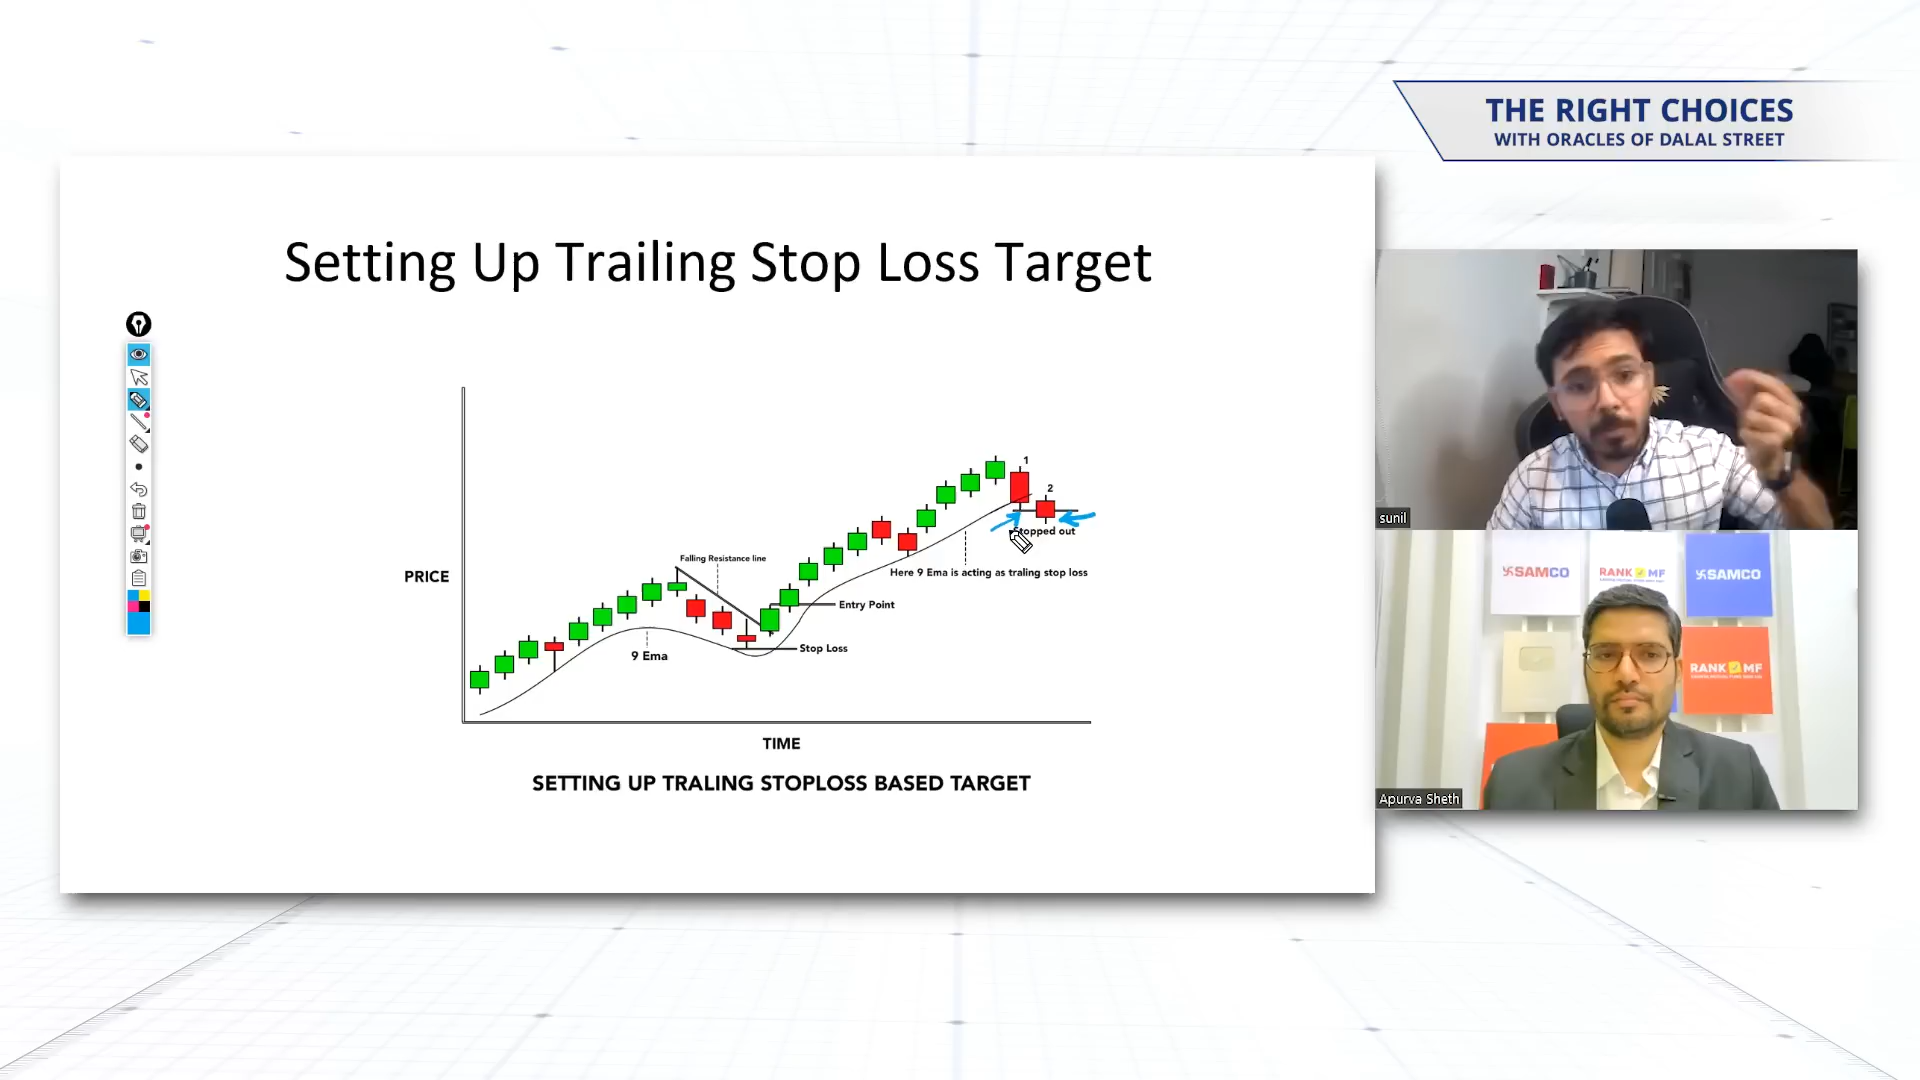 THE RIGHT CHOICES
WITH ORACLES OF DALAL STREET
Setting Up Trailing Stop Loss Target
1
2
Stopped out
Falling Resistance line
Here 9 Ema is acting as traling stop loss
PRICE
Entry Point
Stop Loss
9 Ema
TIME
SETTING UP TRALING STOPLOSS BASED TARGET
sunil
SAMCO
RANK MF
SAMCO
RANK MF
Apurva Sheth